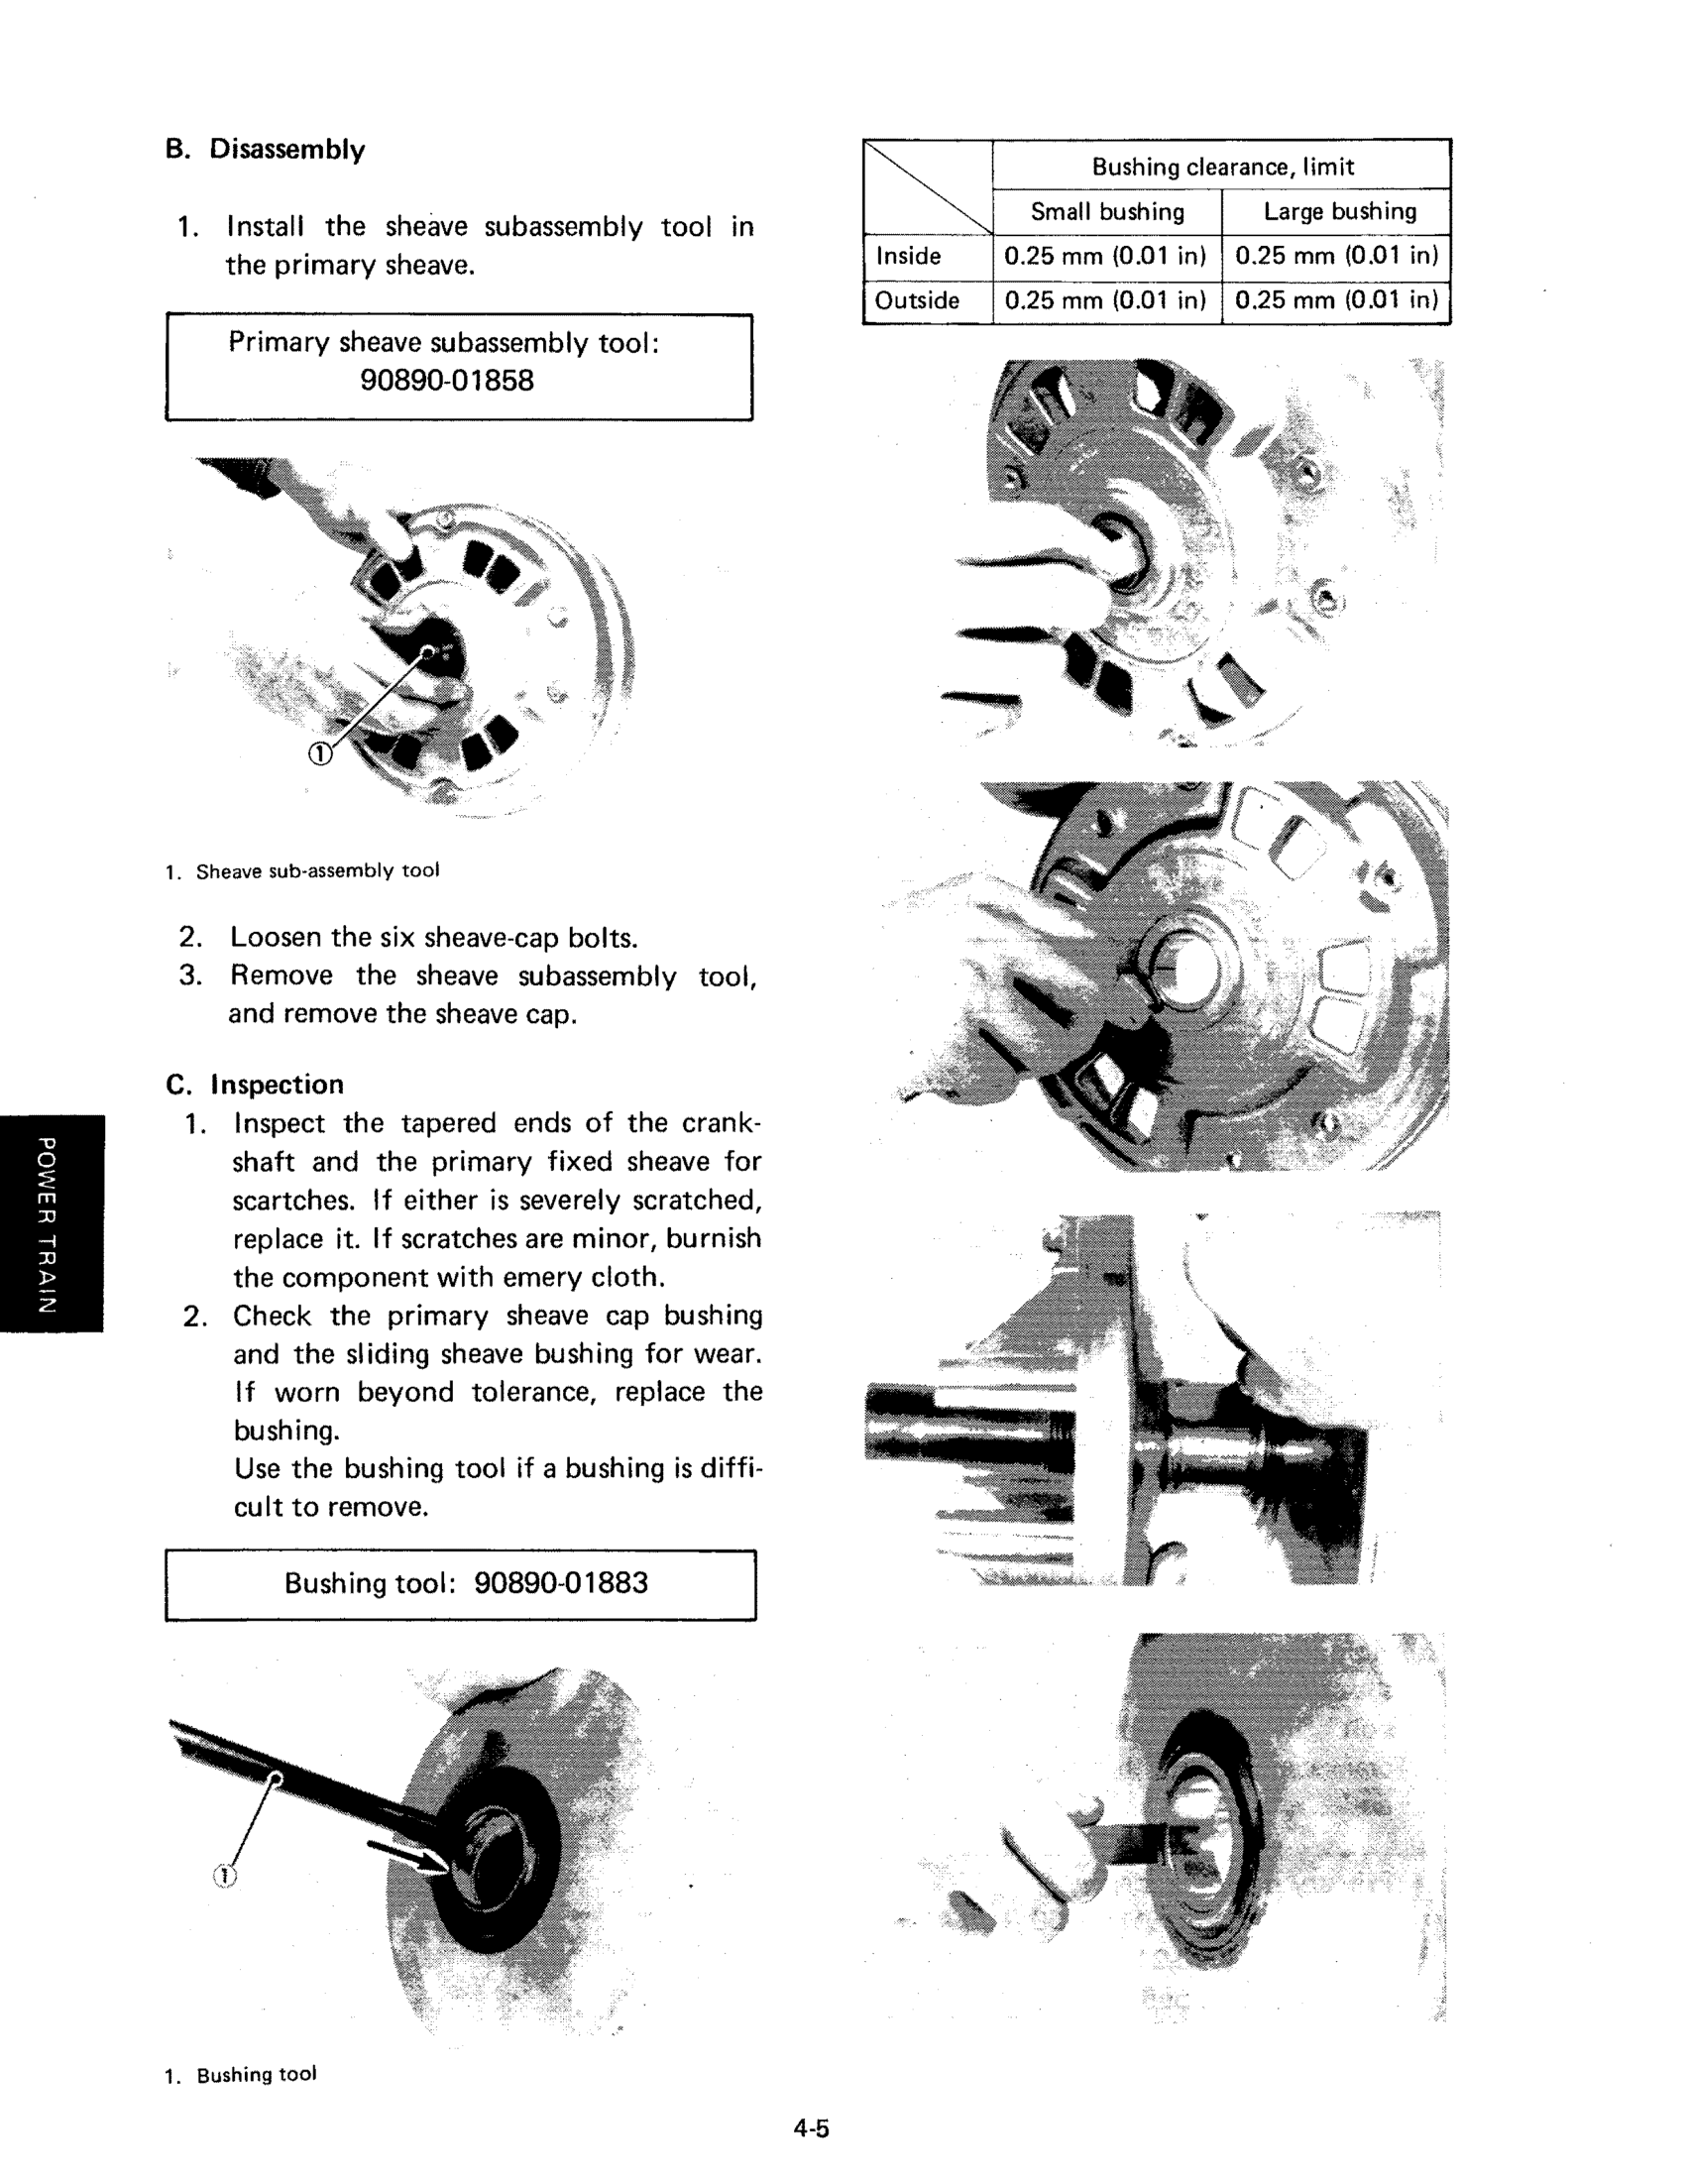 B. Disassembly
1. Install the sheave subassembly tool in
the primary sheave.
Primary sheave subassembly tool:
90890-01858
①
1. Sheave sub-assembly tool
2. Loosen the six sheave-cap bolts.
3. Remove the sheave subassembly tool,
and remove the sheave cap.
C. Inspection
1. Inspect the tapered ends of the crank-
shaft and the primary fixed sheave for
scartches. If either is severely scratched,
replace it. If scratches are minor, burnish
the component with emery cloth.
2. Check the primary sheave cap bushing
and the sliding sheave bushing for wear.
If worn beyond tolerance, replace the
bushing.
Use the bushing tool if a bushing is diffi-
cult to remove.
Bushing tool: 90890-01883
①
1. Bushing tool
Bushing clearance, limit
Small bushing Large bushing
Inside 0.25 mm (0.01 in) 0.25 mm (0.01 in)
Outside 0.25 mm (0.01 in) 0.25 mm (0.01 in)
POWER TRAIN
4-5